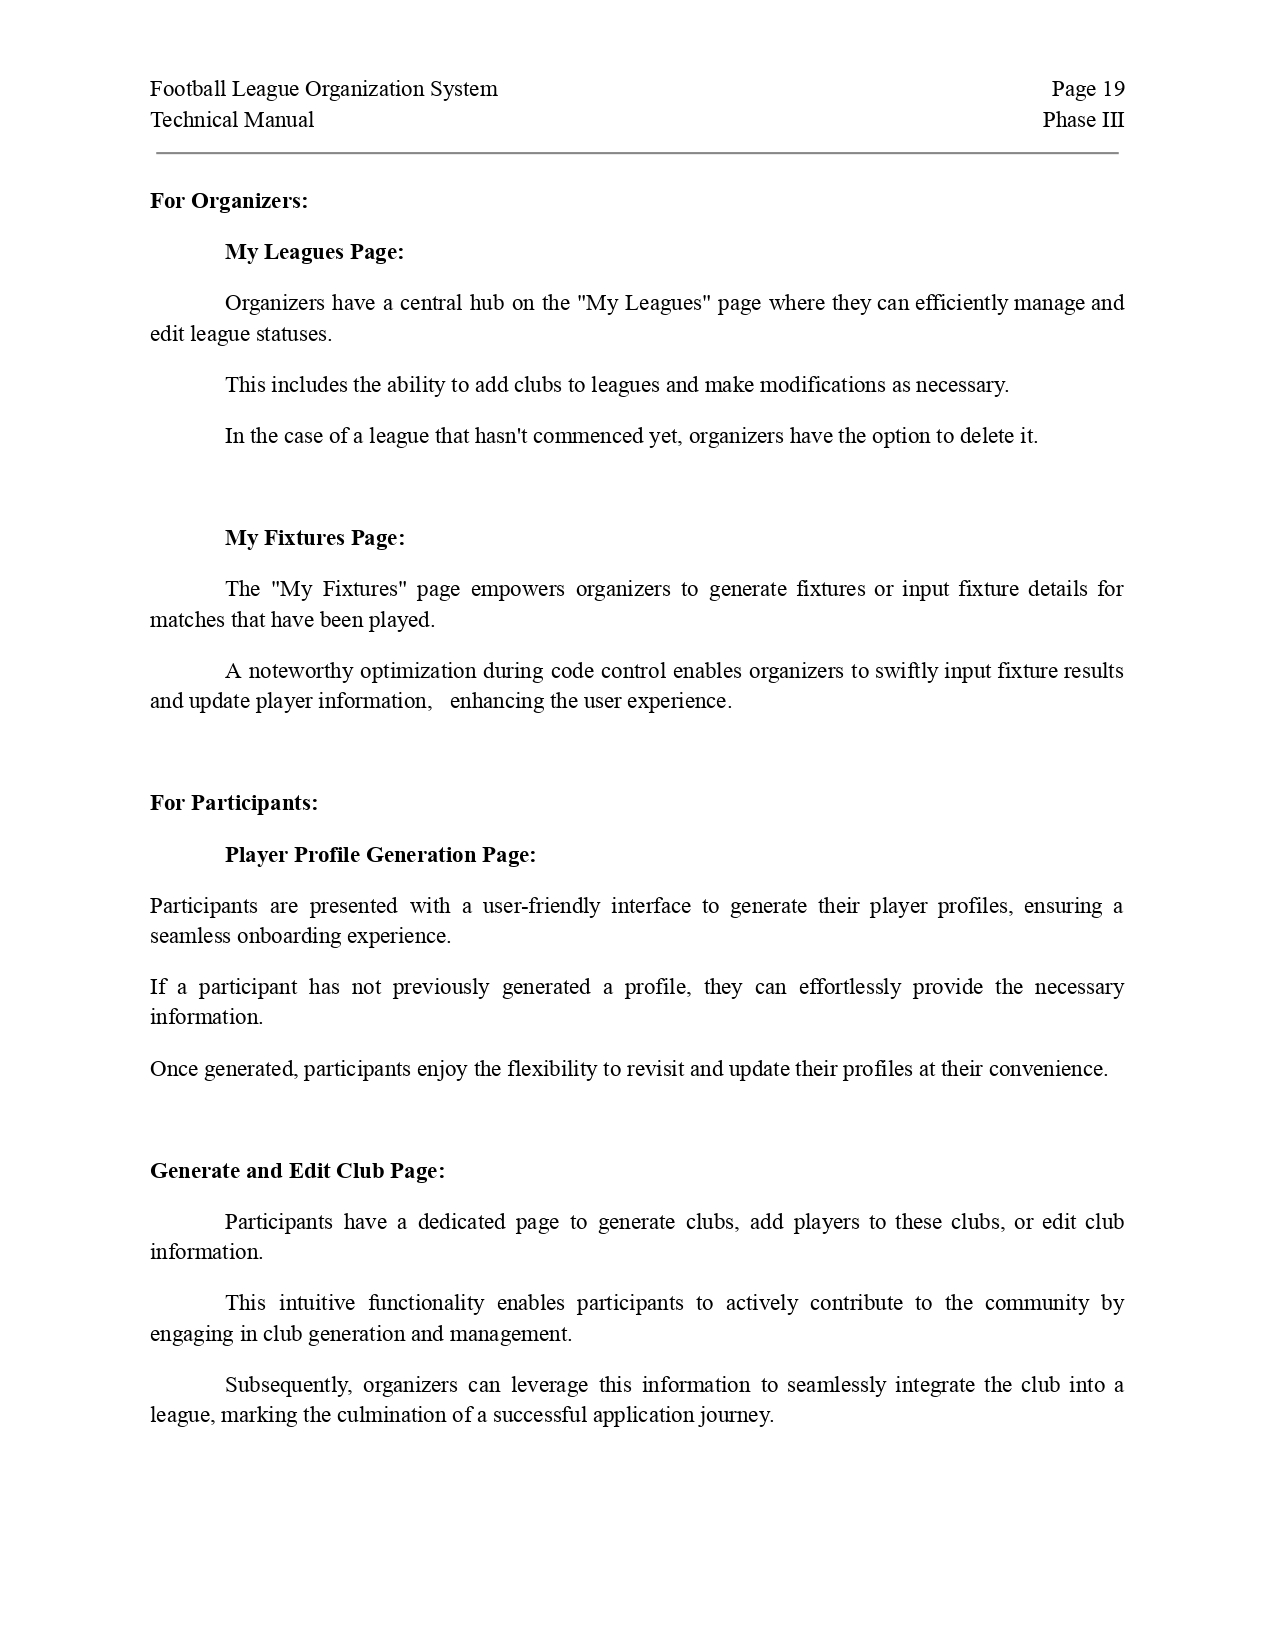 Football League Organization System
Page 19
Technical Manual
Phase III
For Organizers:
My Leagues Page:
Organizers have a central hub on the "My Leagues" page where they can efficiently manage and
edit league statuses.
This includes the ability to add clubs to leagues and make modifications as necessary.
In the case of a league that hasn't commenced yet, organizers have the option to delete it.
My Fixtures Page:
The "My Fixtures" page empowers organizers to generate fixtures or input fixture details for
matches that have been played.
A noteworthy optimization during code control enables organizers to swiftly input fixture results
and update player information,   enhancing the user experience.
For Participants:
Player Profile Generation Page:
Participants are presented with a user-friendly interface to generate their player profiles, ensuring a
seamless onboarding experience.
If a participant has not previously generated a profile, they can effortlessly provide the necessary
information.
Once generated, participants enjoy the flexibility to revisit and update their profiles at their convenience.
Generate and Edit Club Page:
Participants have a dedicated page to generate clubs, add players to these clubs, or edit club
information.
This intuitive functionality enables participants to actively contribute to the community by
engaging in club generation and management.
Subsequently, organizers can leverage this information to seamlessly integrate the club into a
league, marking the culmination of a successful application journey.